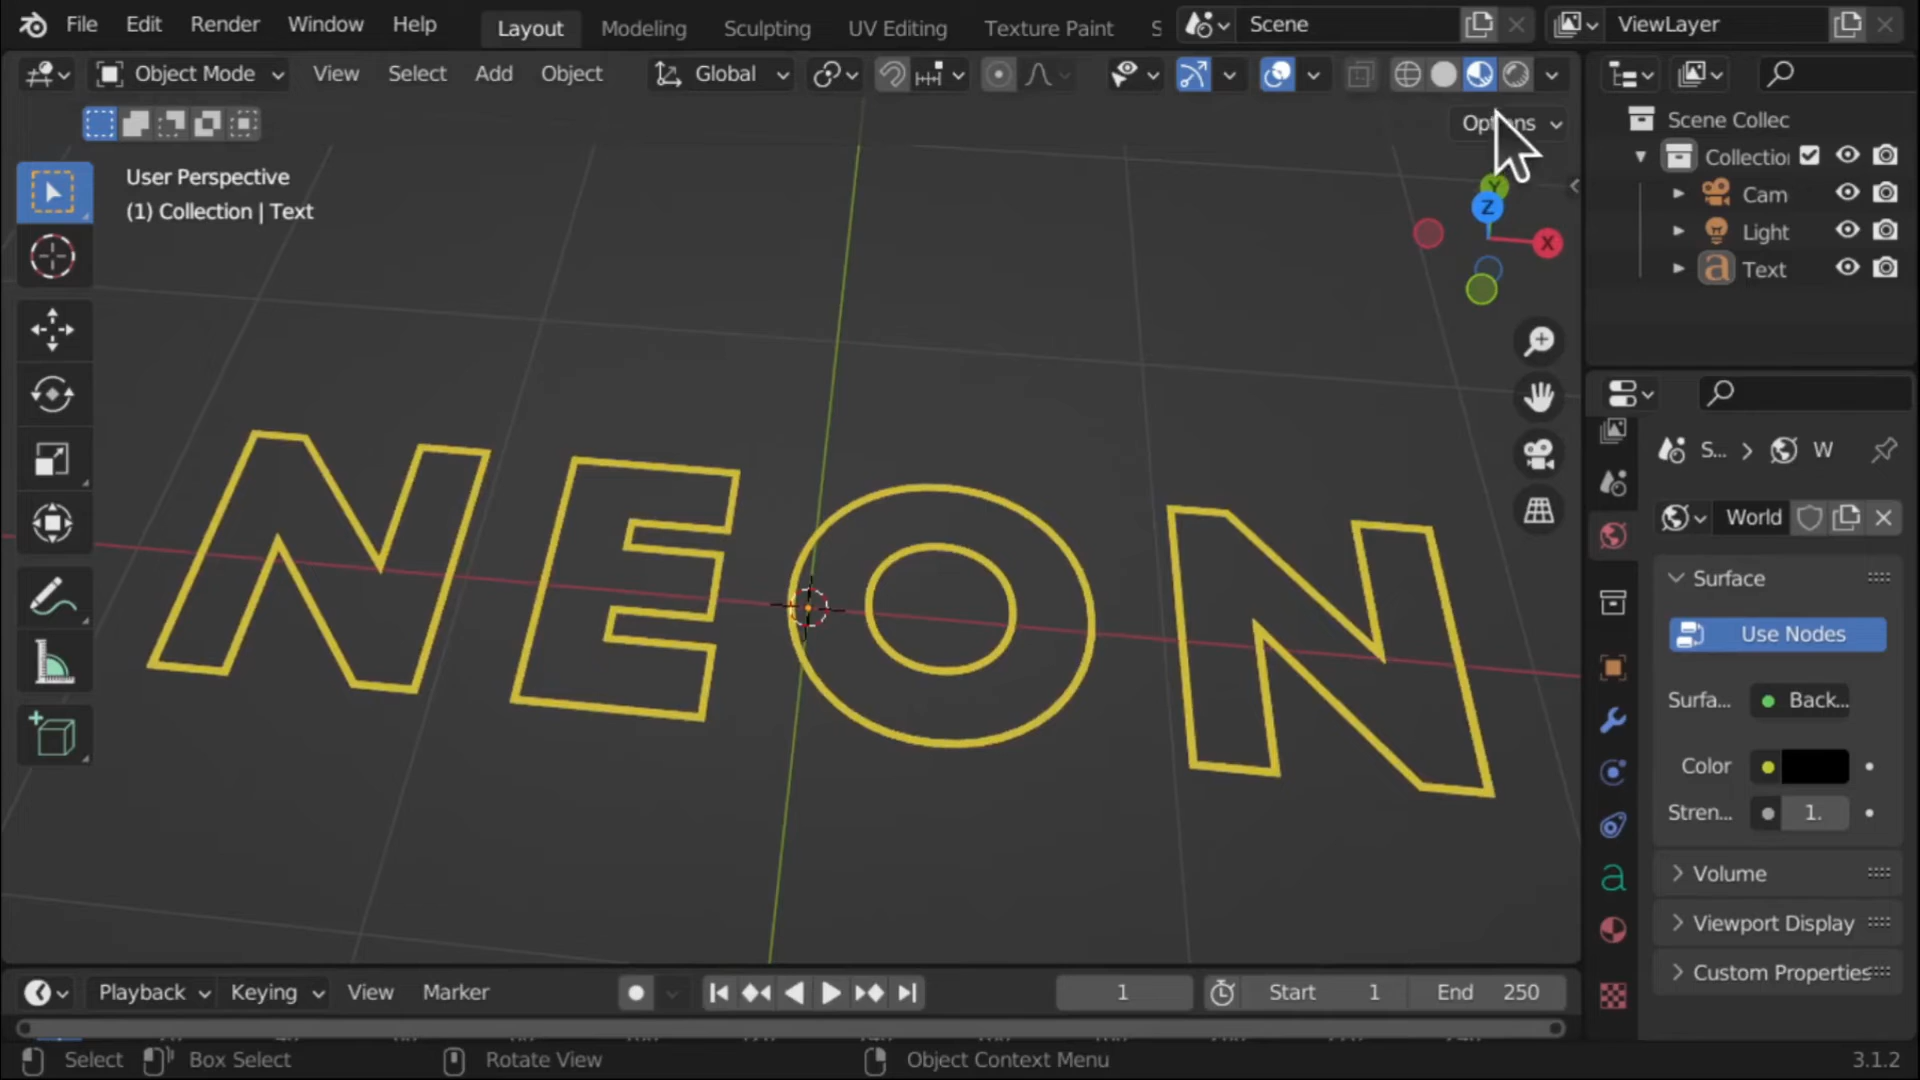 File Edit Render Window Help Layout Modeling Sculpting UV Editing Texture Paint S Scene ViewLayer
Object Mode View Select Add Object Global
Options
User Perspective
(1) Collection | Text
Z
X
Y
NEON
Scene Collec
Collectio
Cam
Light
Text
S... W
World
Surface
Use Nodes
Surfa... Back...
Color
Stren... 1.
Volume
Viewport Display
Custom Properties
Playback Keying View Marker 1 Start 1 End 250
Select Box Select Rotate View Object Context Menu 3.1.2